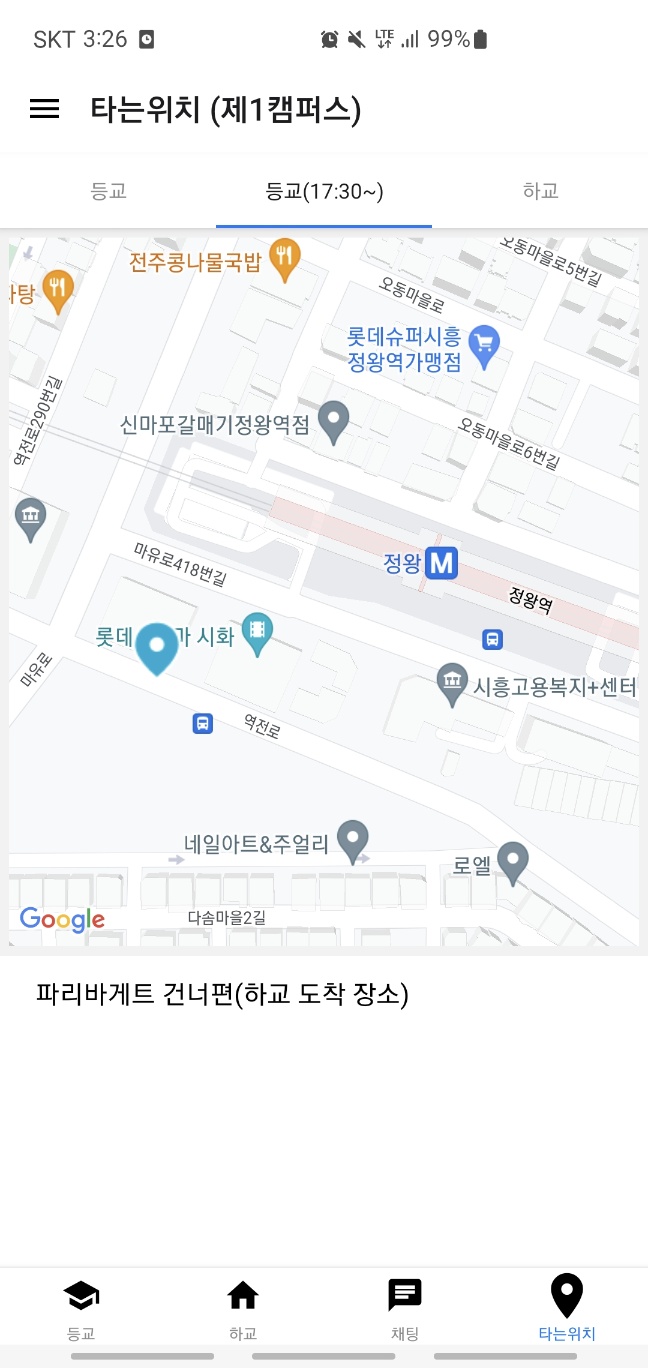 SKT 3:26
LTE 99%
타는위치 (제1캠퍼스)
등교
등교(17:30~)
하교
오동마을로5번길
전주콩나물국밥
탕
오동마을로
롯데슈퍼시흥
정왕역가맹점
역전로290번길
신마포갈매기정왕역점
오동마을로6번길
정왕 M
마유로418번길
정왕역
롯데
가 시화
마유로
시흥고용복지+센터
역전로
네일아트&주얼리
로엘
Google
다솜마을2길
파리바게트 건너편(하교 도착 장소)
등교
하교
채팅
타는위치